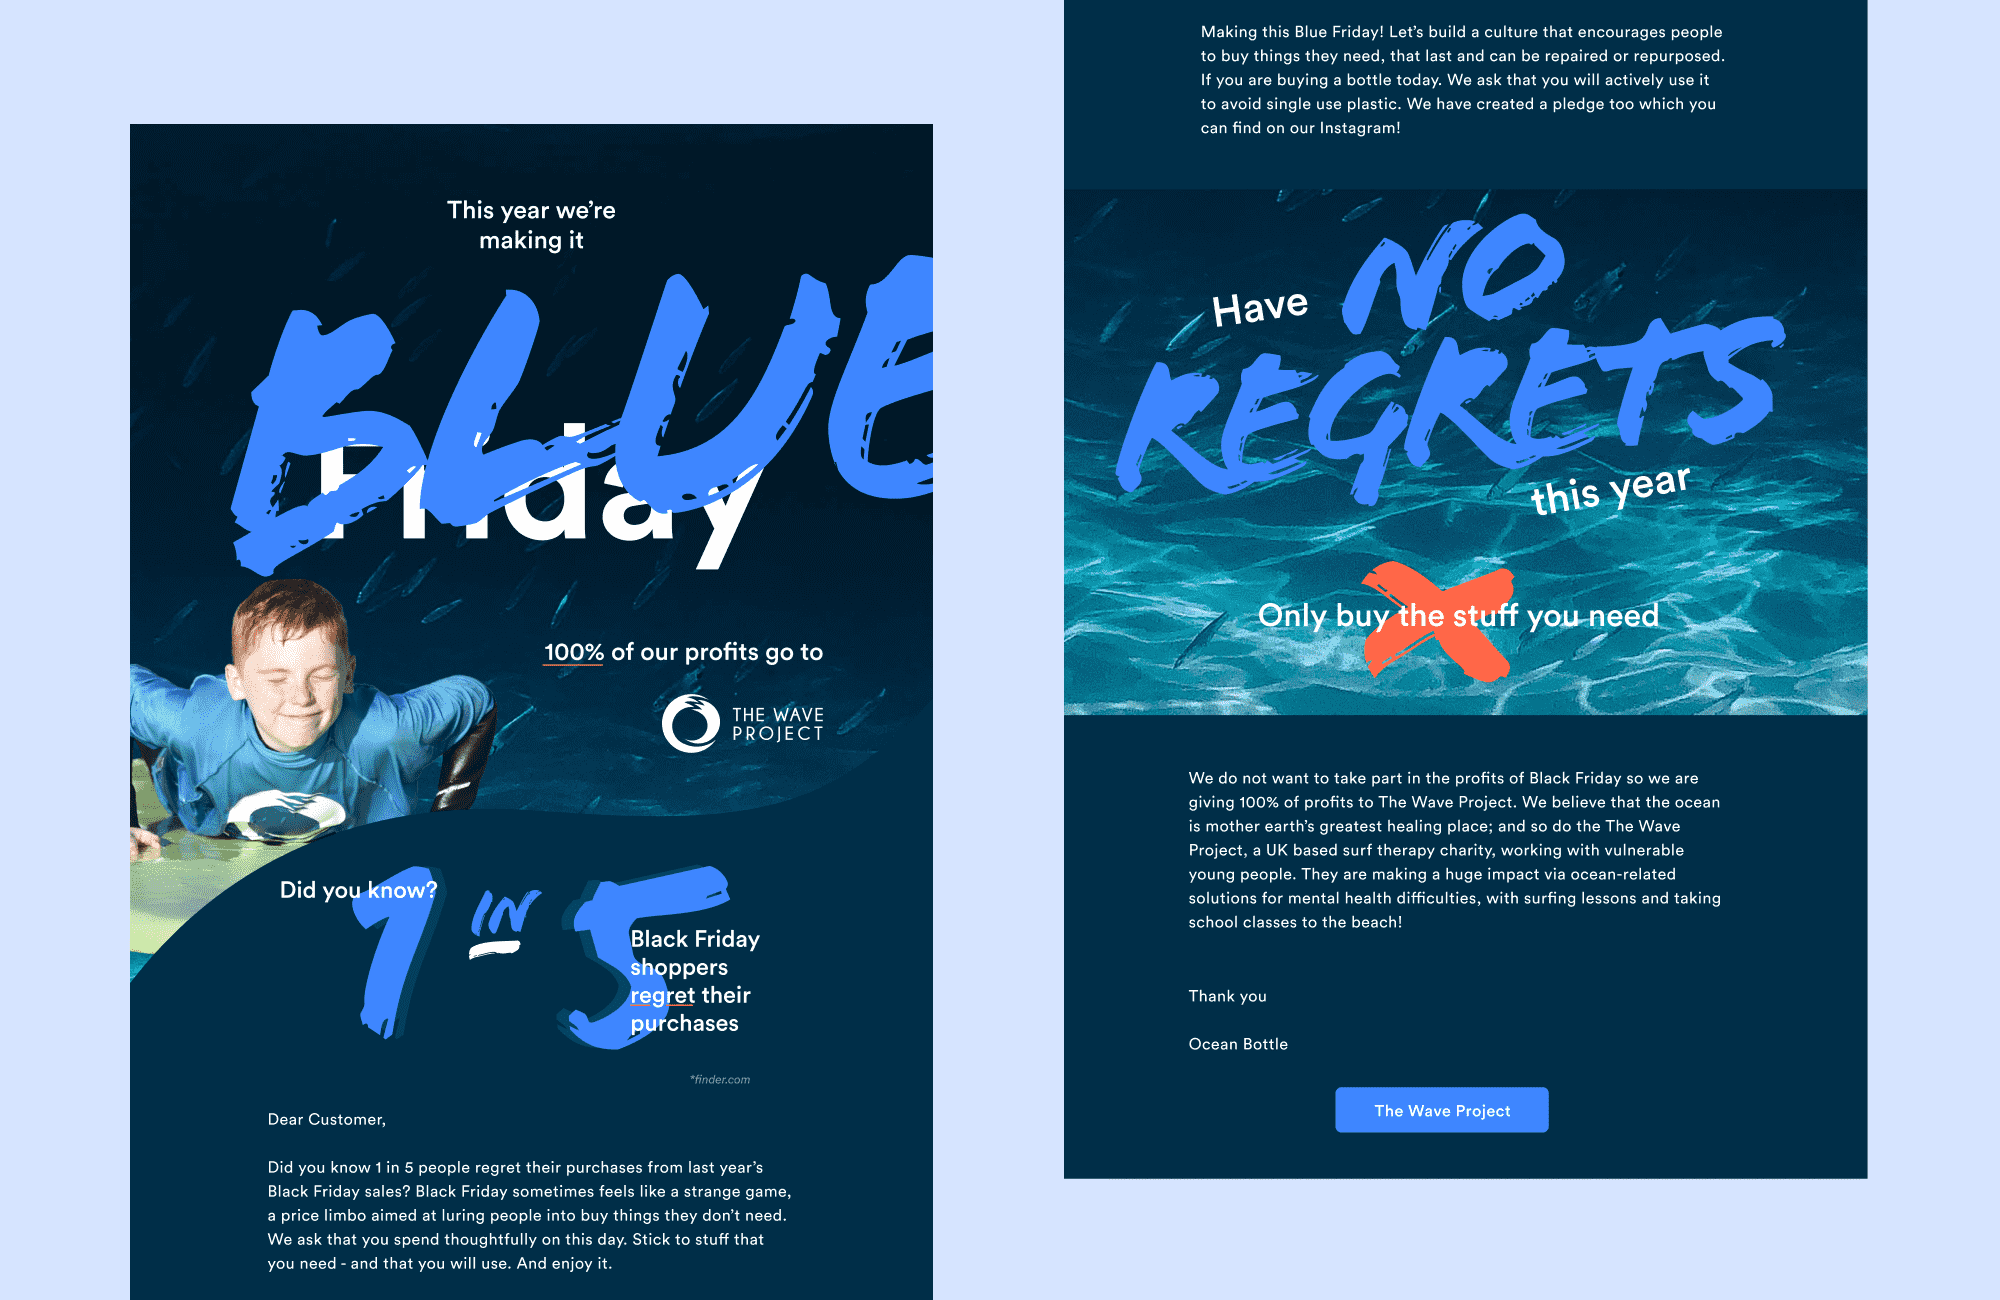 This year we're
making it
BLUE
Friday
100% of our profits go to
THE WAVE
PROJECT
Did you know?
1 IN 5
Black Friday
shoppers
regret their
purchases
*finder.com
Dear Customer,
Did you know 1 in 5 people regret their purchases from last year's
Black Friday sales? Black Friday sometimes feels like a strange game,
a price limbo aimed at luring people into buy things they don't need.
We ask that you spend thoughtfully on this day. Stick to stuff that
you need - and that you will use. And enjoy it.
Making this Blue Friday! Let's build a culture that encourages people
to buy things they need, that last and can be repaired or repurposed.
If you are buying a bottle today. We ask that you will actively use it
to avoid single use plastic. We have created a pledge too which you
can find on our Instagram!
Have NO
REGRETS
this year
Only buy the stuff you need
We do not want to take part in the profits of Black Friday so we are
giving 100% of profits to The Wave Project. We believe that the ocean
is mother earth's greatest healing place; and so do the The Wave
Project, a UK based surf therapy charity, working with vulnerable
young people. They are making a huge impact via ocean-related
solutions for mental health difficulties, with surfing lessons and taking
school classes to the beach!
Thank you
Ocean Bottle
The Wave Project